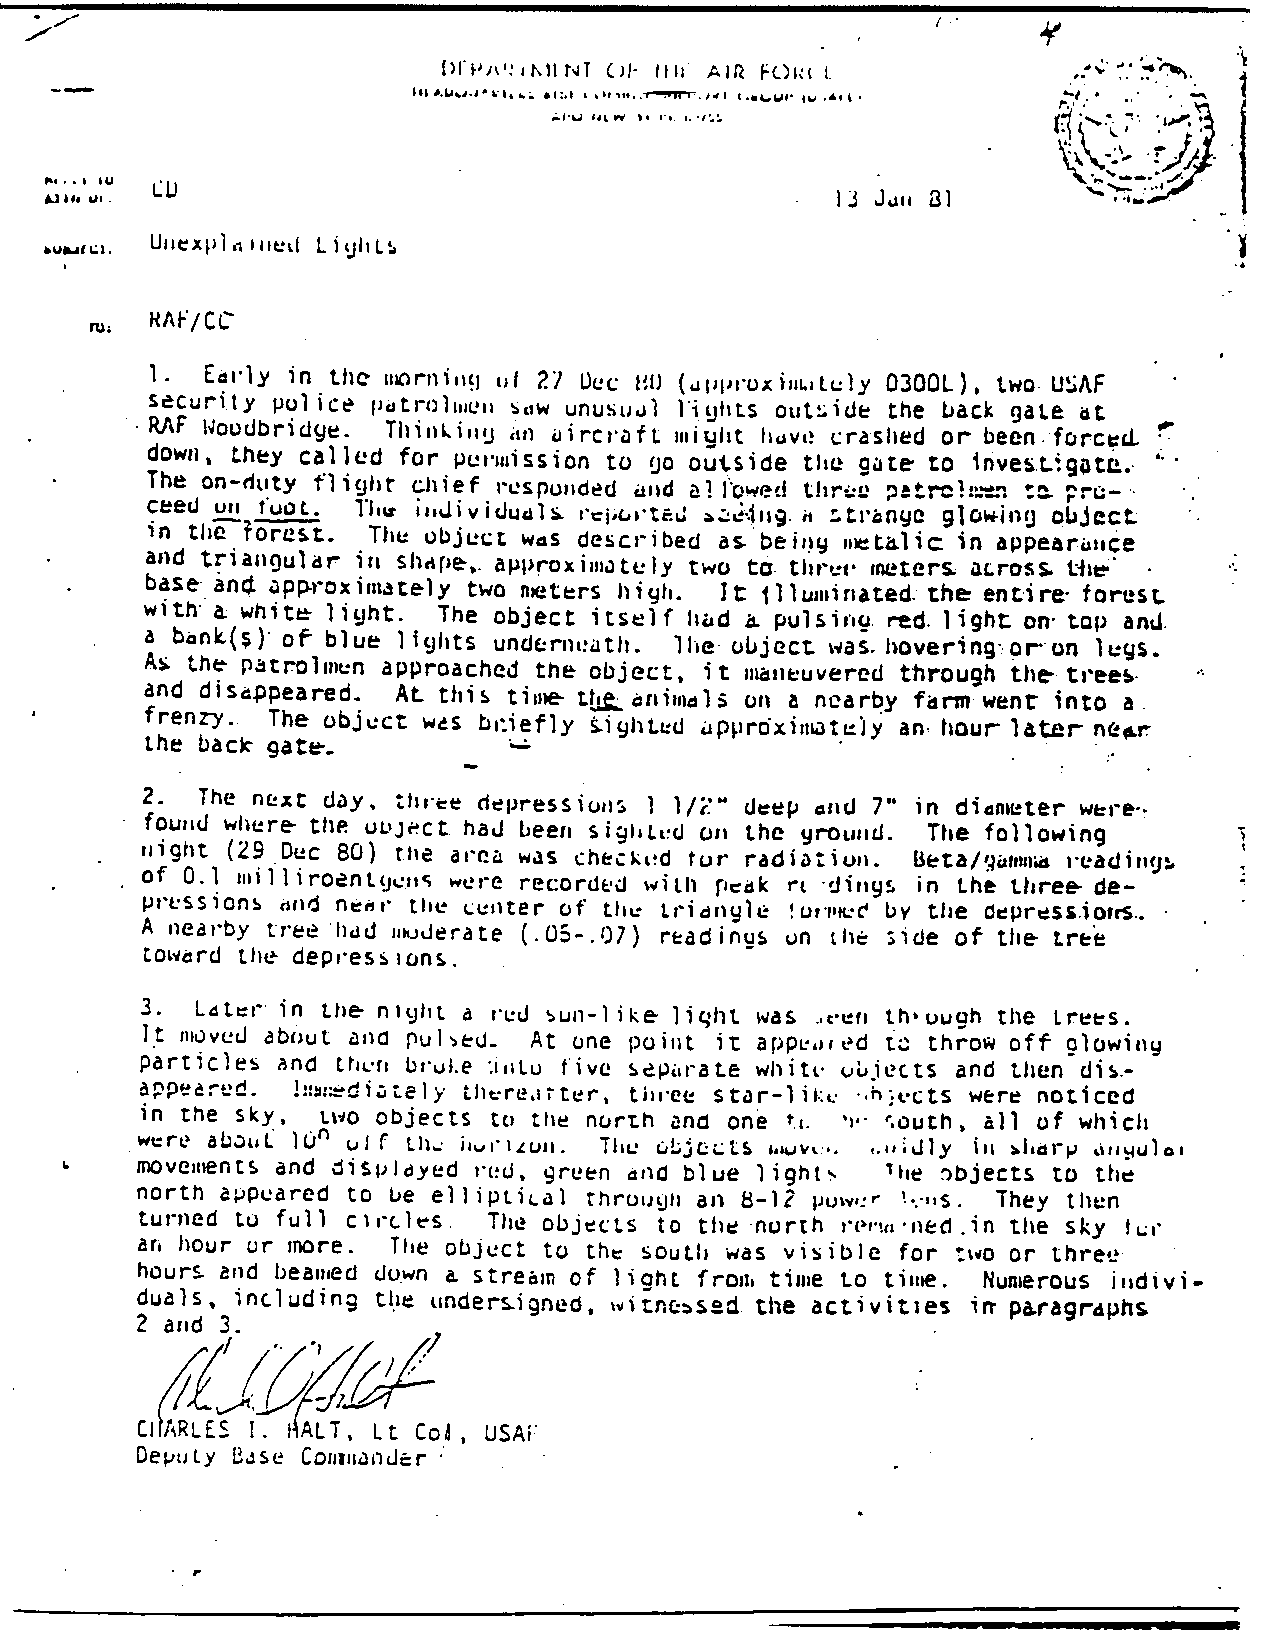 DEPARTMENT OF THE AIR FORCE
CD
13 Jan 81
SUBJECT:
Unexplained Lights
TO:
RAF/CC
1. Early in the morning of 27 Dec 80 (approximately 0300L), two USAF
security police patrolmen saw unusual lights outside the back gate at
RAF Woodbridge. Thinking an aircraft might have crashed or been forced
down, they called for permission to go outside the gate to investigate.
The on-duty flight chief responded and allowed three patrolmen to pro-
ceed on foot. The individuals reported seeing a strange glowing object
in the forest. The object was described as being metalic in appearance
and triangular in shape, approximately two to three meters across the
base and approximately two meters high. It illuminated the entire forest
with a white light. The object itself had a pulsing red light on top and
a bank(s) of blue lights underneath. The object was hovering or on legs.
As the patrolmen approached the object, it maneuvered through the trees
and disappeared. At this time the animals on a nearby farm went into a
frenzy. The object was briefly sighted approximately an hour later near
the back gate.
2. The next day, three depressions 1 1/2" deep and 7" in diameter were
found where the object had been sighted on the ground. The following
night (29 Dec 80) the area was checked for radiation. Beta/gamma readings
of 0.1 milliroentgens were recorded with peak readings in the three de-
pressions and near the center of the triangle formed by the depressions.
A nearby tree had moderate (.05-.07) readings on the side of the tree
toward the depressions.
3. Later in the night a red sun-like light was seen through the trees.
It moved about and pulsed. At one point it appeared to throw off glowing
particles and then broke into five separate white objects and then dis-
appeared. Immediately thereafter, three star-like objects were noticed
in the sky, two objects to the north and one to the south, all of which
were about 10° off the horizon. The objects moved rapidly in sharp angular
movements and displayed red, green and blue lights. The objects to the
north appeared to be elliptical through an 8-12 power lens. They then
turned to full circles. The objects to the north remained in the sky for
an hour or more. The object to the south was visible for two or three
hours and beamed down a stream of light from time to time. Numerous indivi-
duals, including the undersigned, witnessed the activities in paragraphs
2 and 3.
CHARLES I. HALT, Lt Col, USAF
Deputy Base Commander